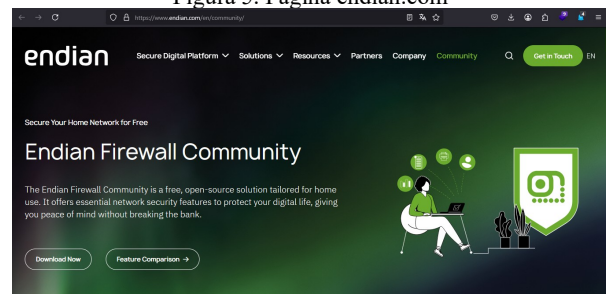 Figura 3. Página endian.com
https://www.endian.com/en/community/
endian
Secure Digital Platform Solutions Resources Partners Company Community Get in Touch EN
Secure Your Home Network for Free
Endian Firewall Community
The Endian Firewall Community is a free, open-source solution tailored for home
use. It offers essential network security features to protect your digital life, giving
you peace of mind without breaking the bank.
Download Now Feature Comparison →